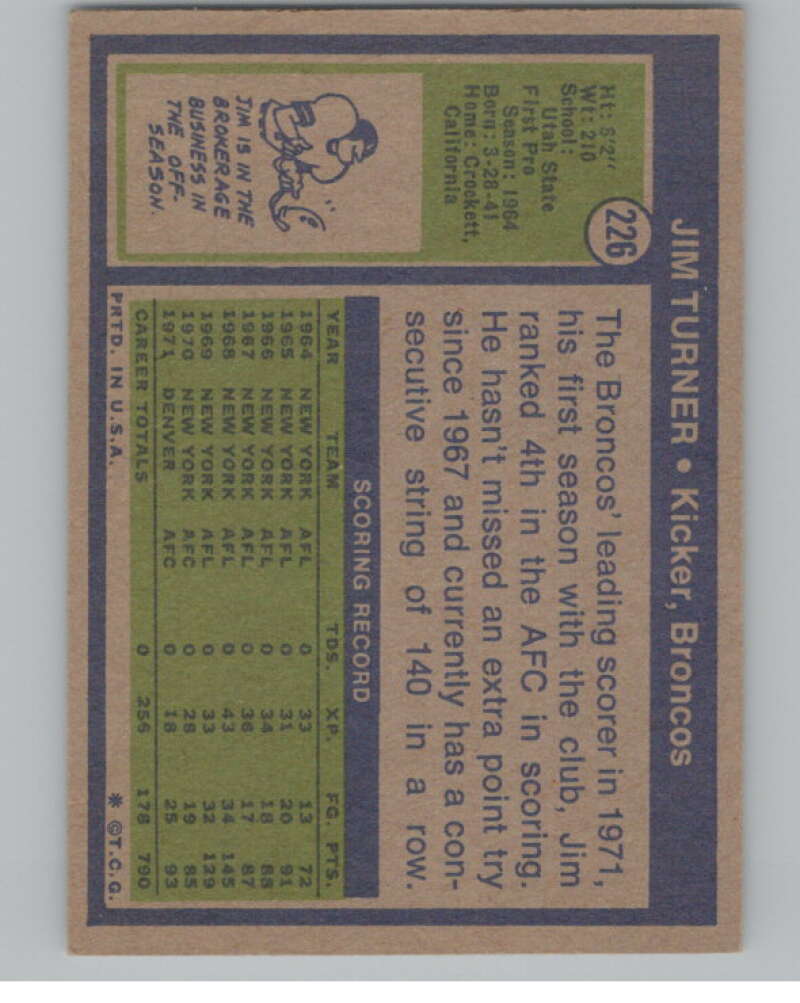 JIM TURNER • Kicker, Broncos
226
Ht: 6'2"
Wt: 210
School:
Utah State
First Pro
Season: 1964
Born: 3-28-41
Home: Crockett,
California
JIM IS IN THE
BROKERAGE
BUSINESS IN
THE OFF-
SEASON.
The Broncos' leading scorer in 1971,
his first season with the club, Jim
ranked 4th in the AFC in scoring.
He hasn't missed an extra point try
since 1967 and currently has a con-
secutive string of 140 in a row.
SCORING RECORD
YEAR TEAM TDS. XP. FG. PTS.
1964 NEW YORK AFL 0 33 13 72
1965 NEW YORK AFL 0 31 20 91
1966 NEW YORK AFL 0 34 18 88
1967 NEW YORK AFL 0 36 17 87
1968 NEW YORK AFL 0 43 34 145
1969 NEW YORK AFL 0 33 32 129
1970 NEW YORK AFC 0 28 19 85
1971 DENVER AFC 0 18 25 93
CAREER TOTALS 0 256 178 790
PRTD. IN U.S.A. * ©T.C.G.